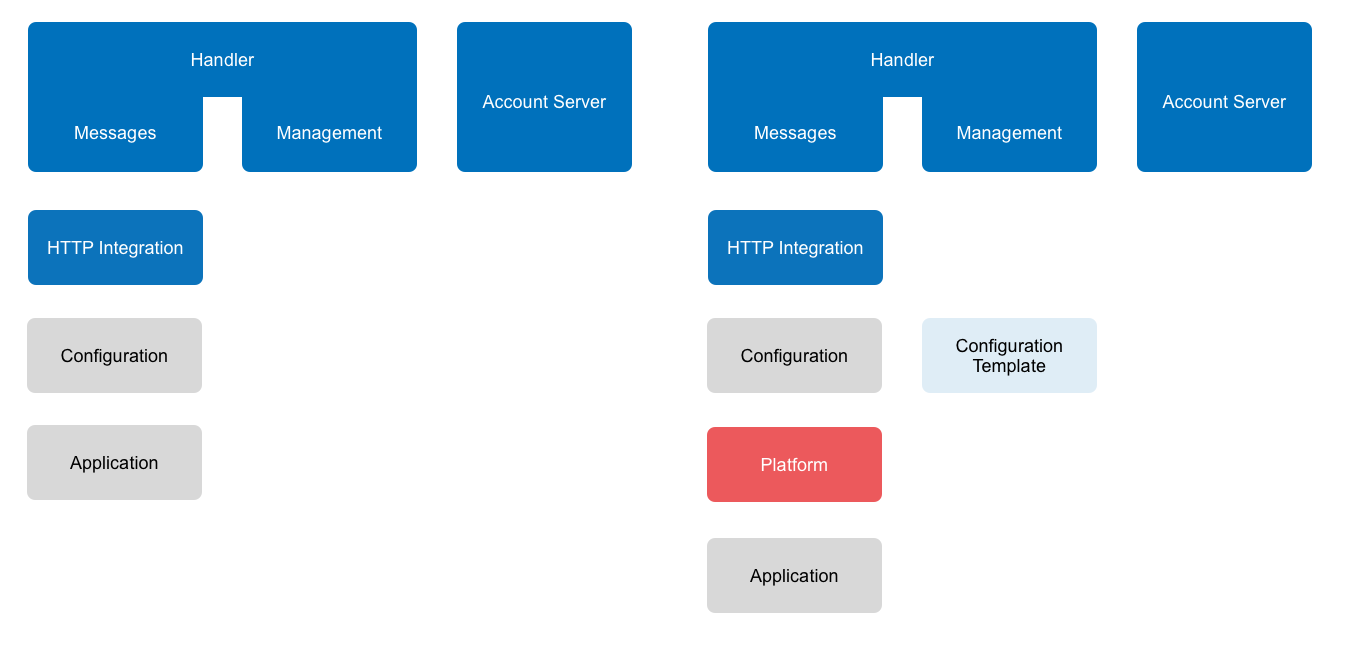 Handler
Messages
Management
Account Server
HTTP Integration
Configuration
Application
Handler
Messages
Management
Account Server
HTTP Integration
Configuration
Configuration
Template
Platform
Application